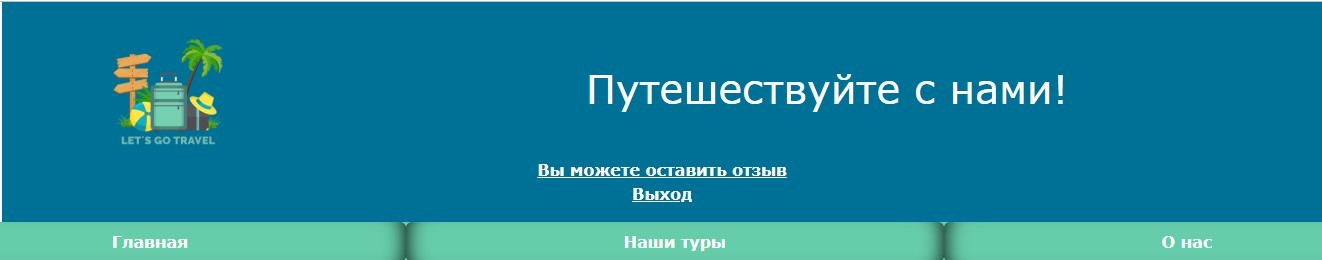 LET'S GO TRAVEL
Путешествуйте с нами!
Вы можете оставить отзыв
Выход
Главная
Наши туры
О нас